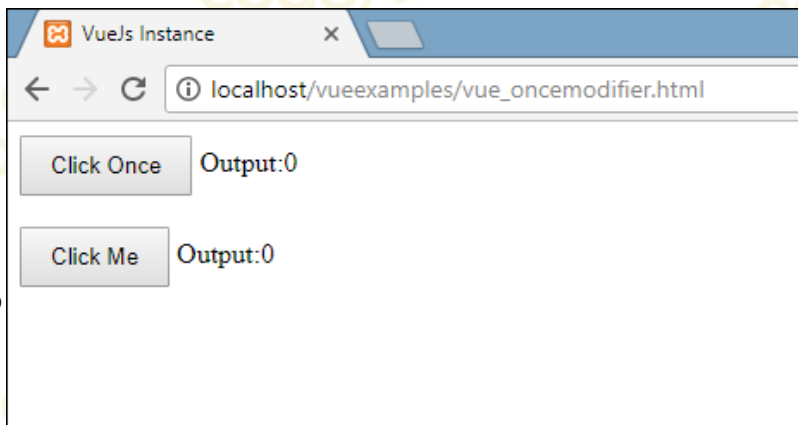 VueJs Instance
localhost/vueexamples/vue_oncemodifier.html
Click Once Output:0
Click Me Output:0